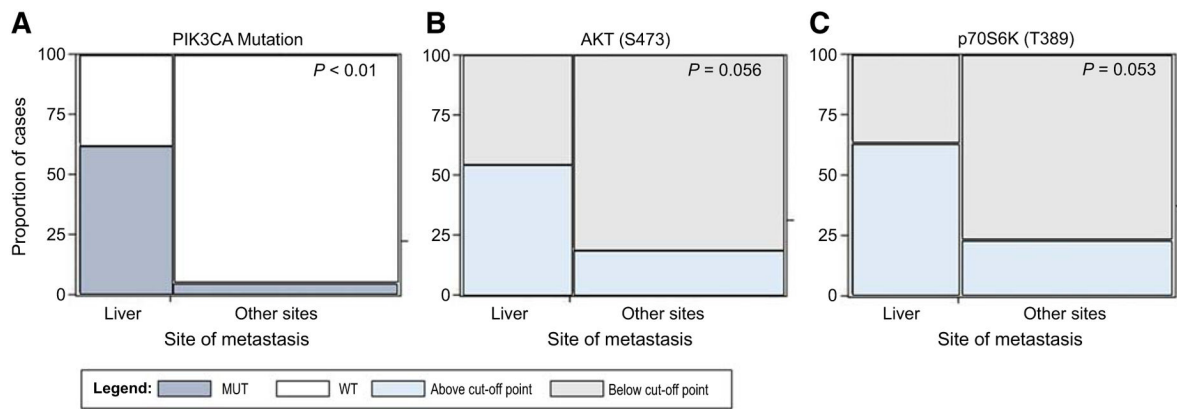 A
PIK3CA Mutation
P < 0.01
Proportion of cases
100
75
50
25
0
Liver Other sites
Site of metastasis
B
AKT (S473)
P = 0.056
100
75
50
25
0
Liver Other sites
Site of metastasis
C
p70S6K (T389)
P = 0.053
100
75
50
25
0
Liver Other sites
Site of metastasis
Legend: MUT WT Above cut-off point Below cut-off point